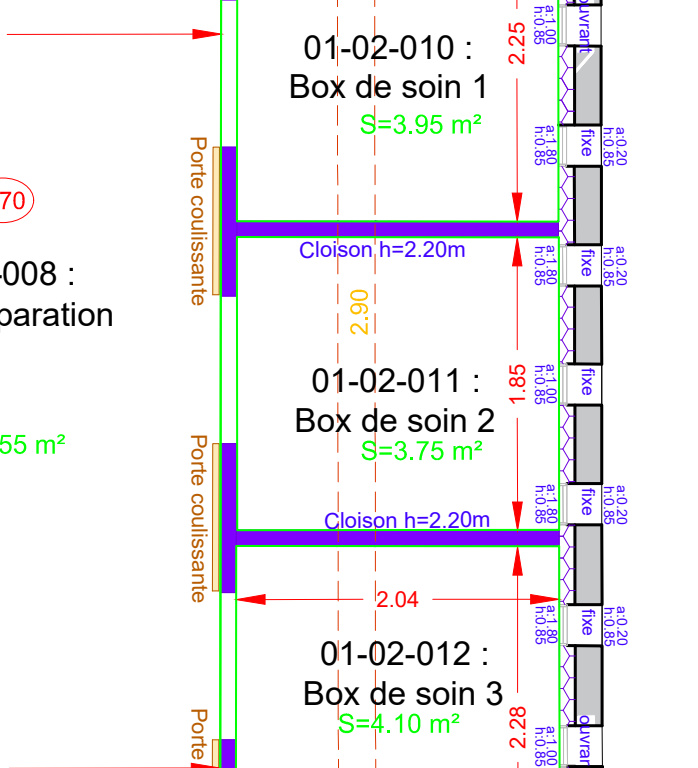 01-02-010 :
Box de soin 1
S=3.95 m²
2.25
a:1.00
h:0.85
ouvrant
Porte coulissante
a:1.80
h:0.85
fixe
a:0.20
h:0.85
70
-008 :
paration
55 m²
Cloison h=2.20m
a:1.80
h:0.85
fixe
a:0.20
h:0.85
2.90
01-02-011 :
Box de soin 2
S=3.75 m²
1.85
a:1.00
h:0.85
fixe
Porte coulissante
Cloison h=2.20m
a:1.80
h:0.85
fixe
a:0.20
h:0.85
2.04
a:1.80
h:0.85
fixe
a:0.20
h:0.85
01-02-012 :
Box de soin 3
S=4.10 m²
2.28
Porte
a:1.00
h:0.85
ouvran